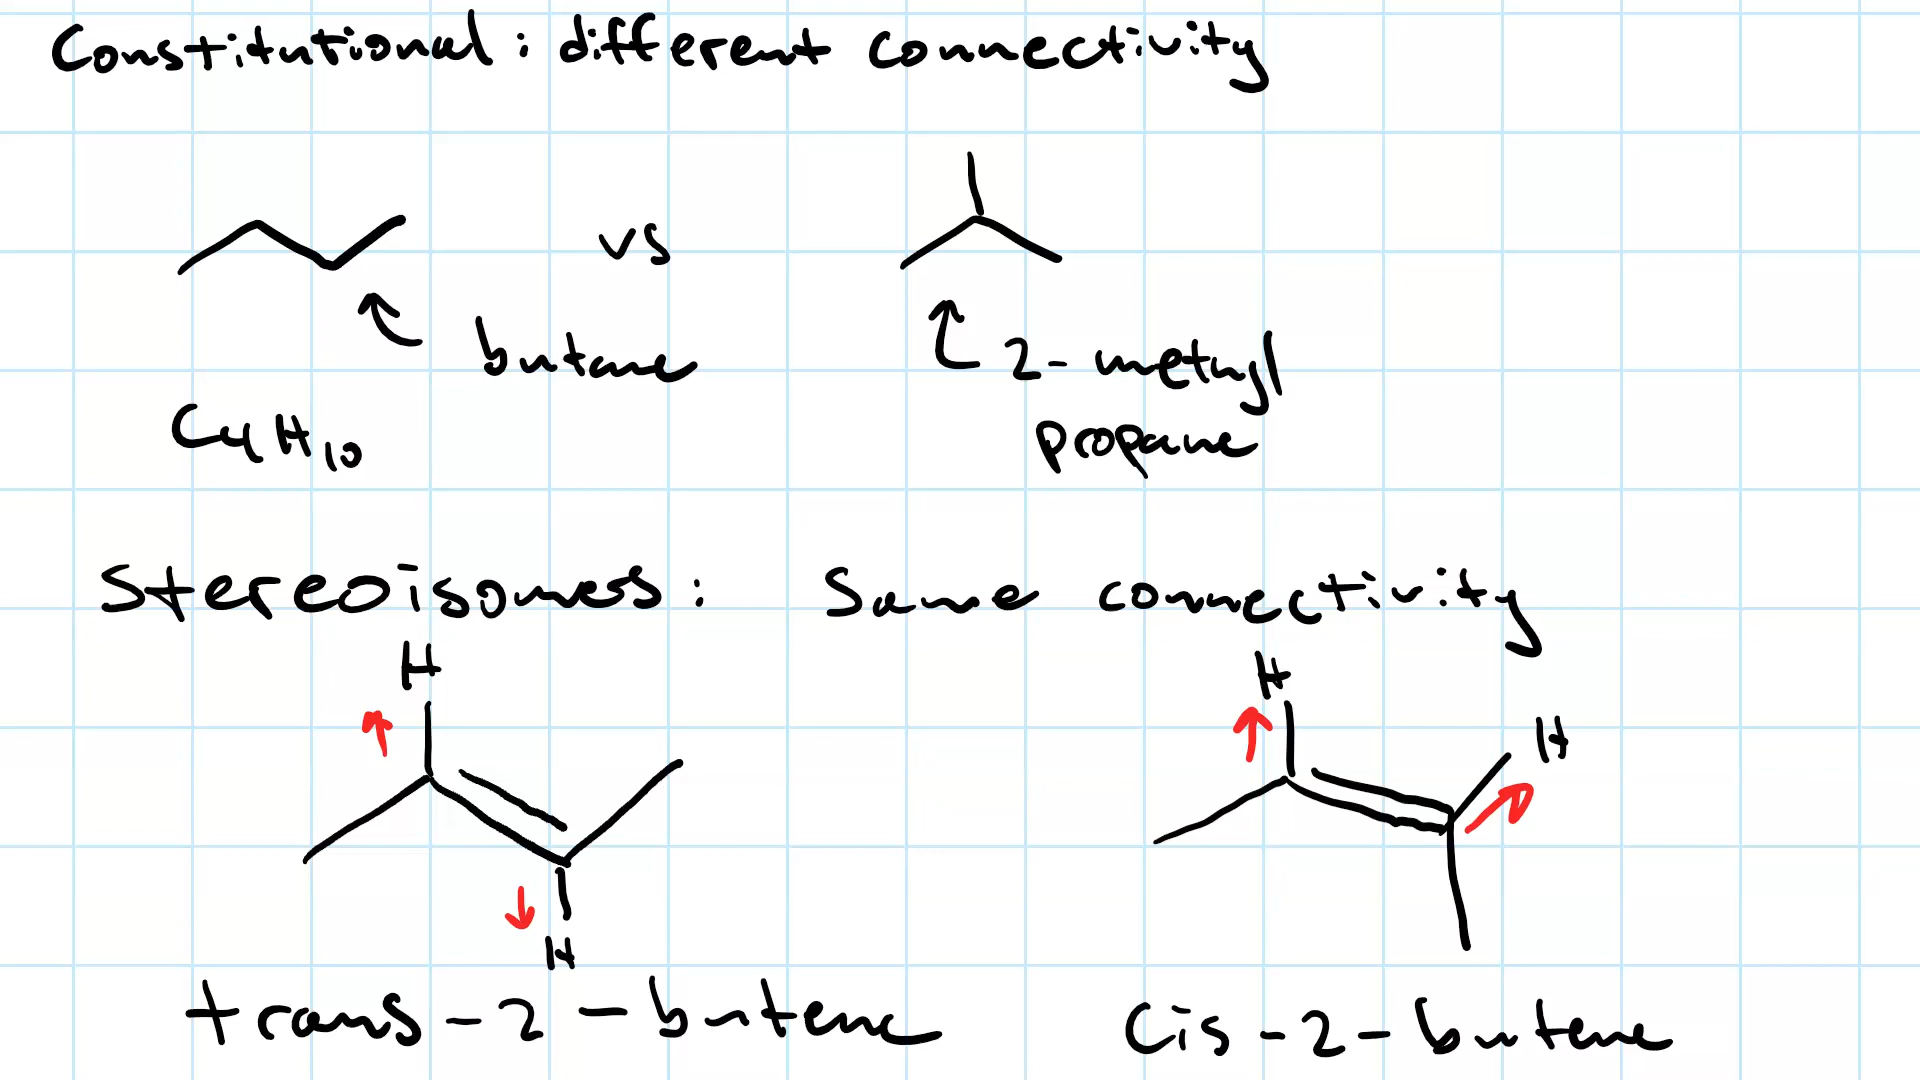 Constitutional: different connectivity
vs
butane
2-methyl
propane
C4H10
Stereoisomers: Same connectivity
H
H
H
H
trans-2-butene
Cis-2-butene